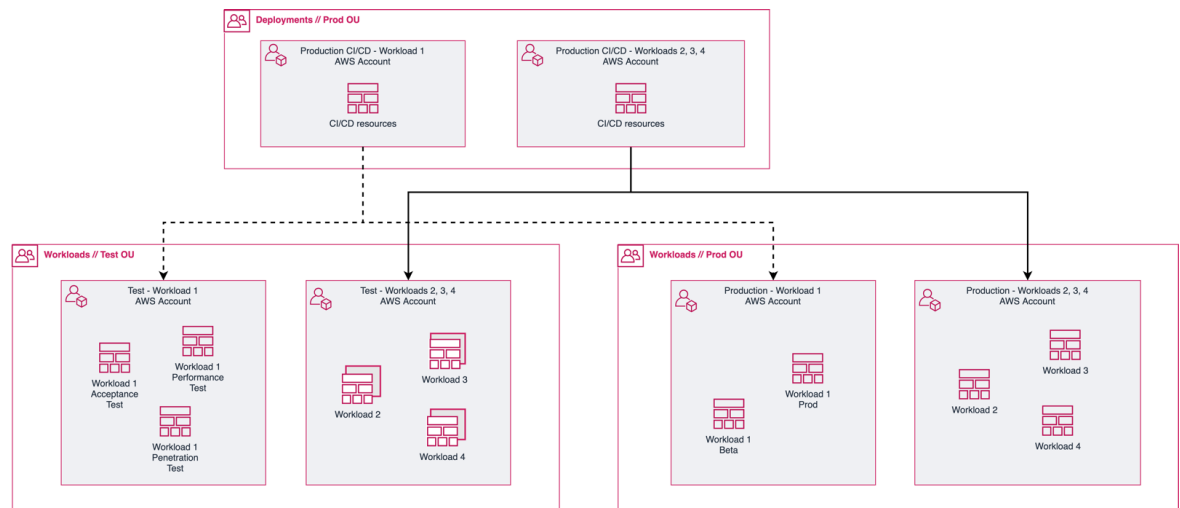 Deployments // Prod OU
Production CI/CD - Workload 1
AWS Account
CI/CD resources
Production CI/CD - Workloads 2, 3, 4
AWS Account
CI/CD resources
Workloads // Test OU
Test - Workload 1
AWS Account
Workload 1
Acceptance
Test
Workload 1
Performance
Test
Workload 1
Penetration
Test
Test - Workloads 2, 3, 4
AWS Account
Workload 2
Workload 3
Workload 4
Workloads // Prod OU
Production - Workload 1
AWS Account
Workload 1
Prod
Workload 1
Beta
Production - Workloads 2, 3, 4
AWS Account
Workload 3
Workload 2
Workload 4